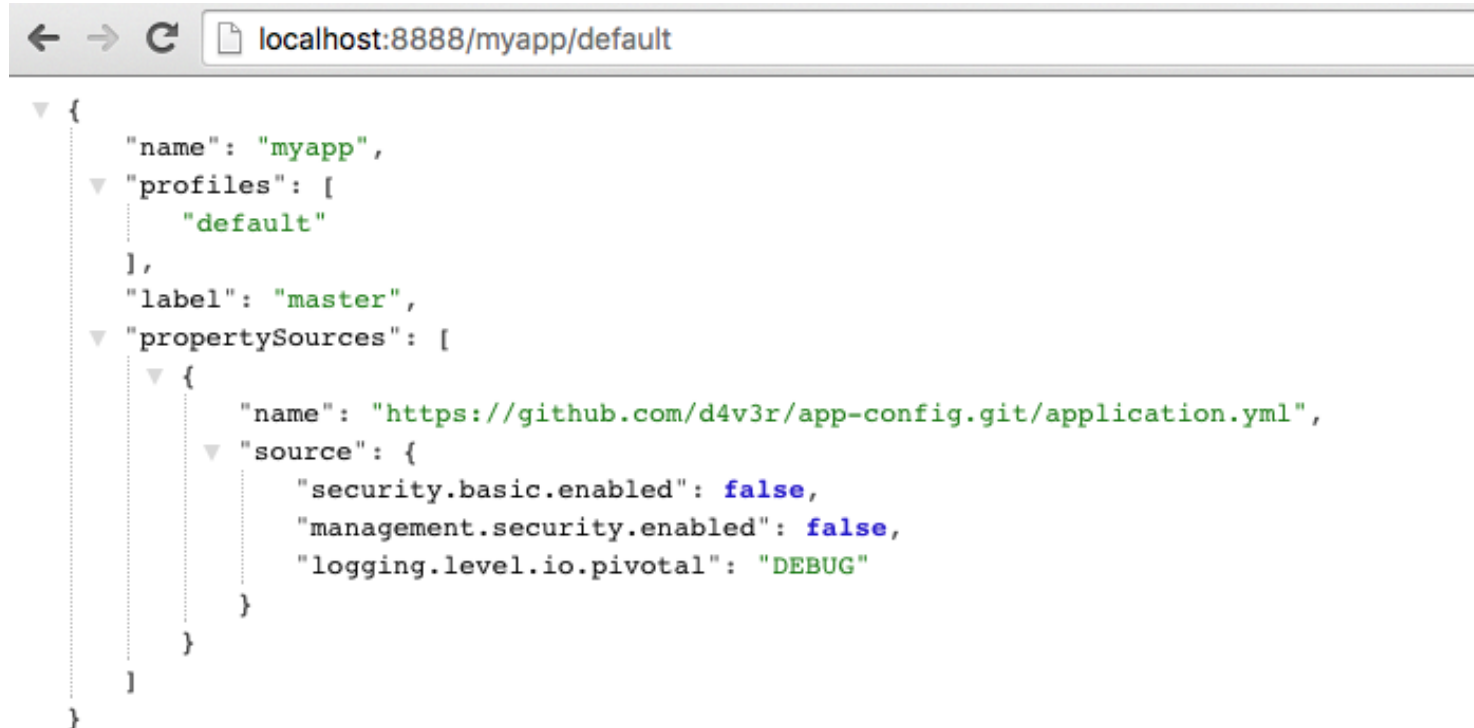 localhost:8888/myapp/default
{
"name": "myapp",
"profiles": [
"default"
],
"label": "master",
"propertySources": [
{
"name": "https://github.com/d4v3r/app-config.git/application.yml",
"source": {
"security.basic.enabled": false,
"management.security.enabled": false,
"logging.level.io.pivotal": "DEBUG"
}
}
]
}